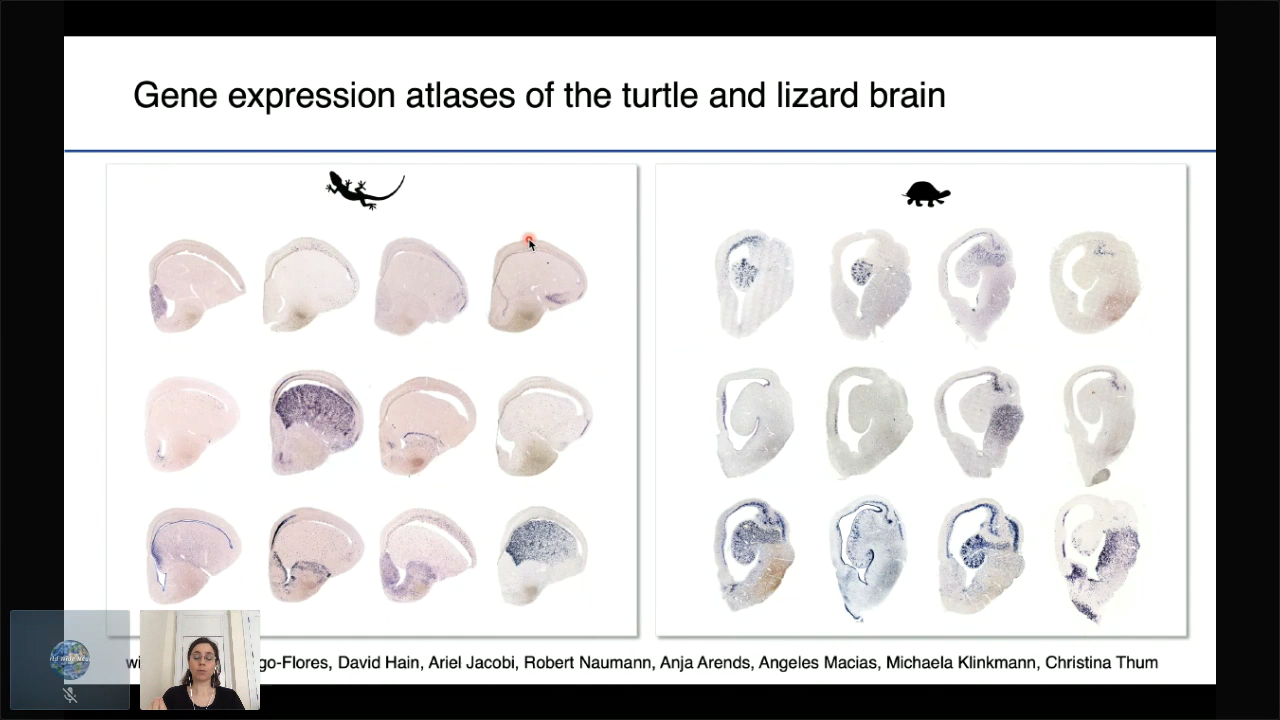 Gene expression atlases of the turtle and lizard brain
go-Flores, David Hain, Ariel Jacobi, Robert Naumann, Anja Arends, Angeles Macias, Michaela Klinkmann, Christina Thum